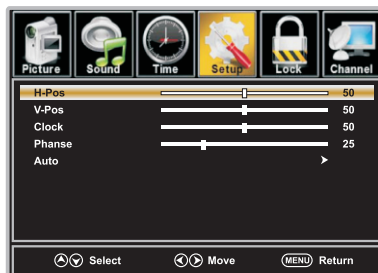 Picture Sound Time Setup Lock Channel
H-Pos 50
V-Pos 50
Clock 50
Phanse 25
Auto
Select Move MENU Return